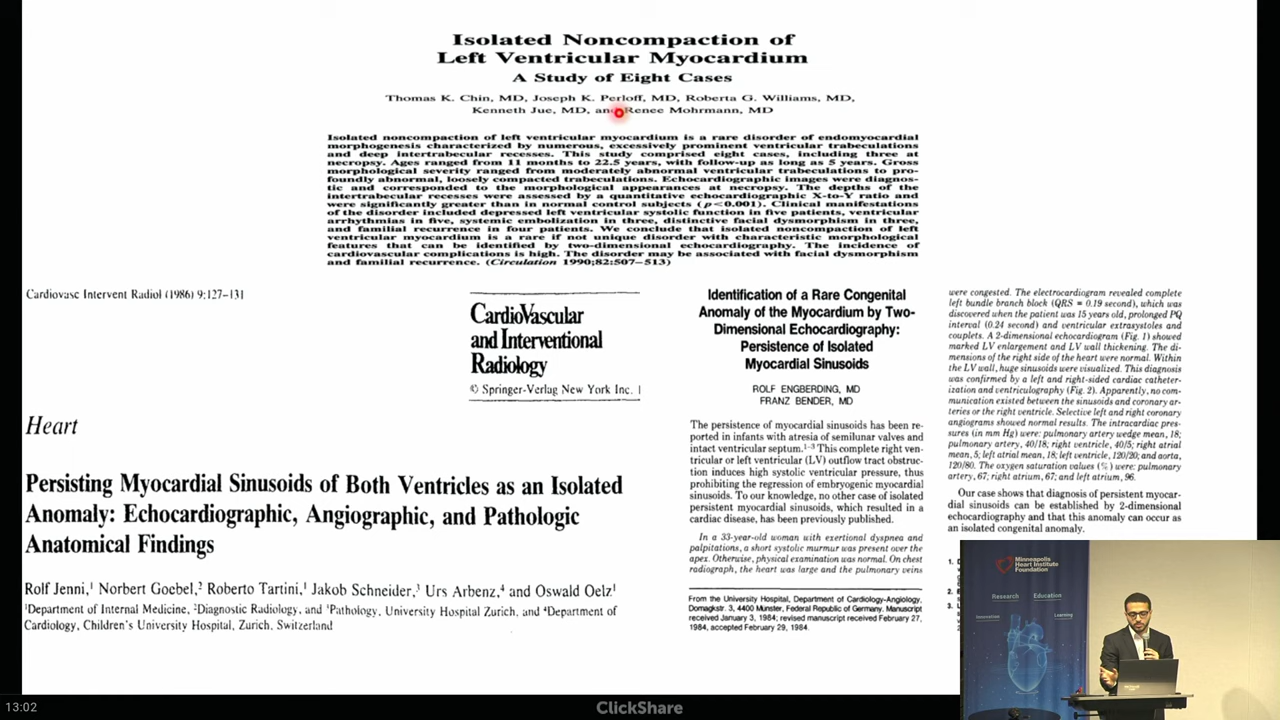 Isolated Noncompaction of
Left Ventricular Myocardium
A Study of Eight Cases
Thomas K. Chin, MD, Joseph K. Perloff, MD, Roberta G. Williams, MD,
Kenneth Jue, MD, and Renee Mohrmann, MD
Isolated noncompaction of left ventricular myocardium is a rare disorder of endomyocardial
morphogenesis characterized by numerous, excessively prominent ventricular trabeculations
and deep intertrabecular recesses. This study comprised eight cases, including three at
necropsy. Ages ranged from 11 months to 22.5 years, with follow-up as long as 5 years. Gross
morphological severity ranged from moderately abnormal ventricular trabeculations to pro-
foundly abnormal, loosely compacted trabeculations. Echocardiographic images were diagnos-
tic and corresponded to the morphological appearances at necropsy. The depths of the
intertrabecular recesses were assessed by a quantitative echocardiographic X-to-Y ratio and
were significantly greater than in normal control subjects (p<0.001). Clinical manifestations
of the disorder included depressed left ventricular systolic function in five patients, ventricular
arrhythmias in five, systemic embolization in three, distinctive facial dysmorphism in three,
and familial recurrence in four patients. We conclude that isolated noncompaction of left
ventricular myocardium is a rare if not unique disorder with characteristic morphological
features that can be identified by two-dimensional echocardiography. The incidence of
cardiovascular complications is high. The disorder may be associated with facial dysmorphism
and familial recurrence. (Circulation 1990;82:507–513)
Cardiovasc Intervent Radiol (1986) 9:127–131
CardioVascular
and Interventional
Radiology
© Springer-Verlag New York Inc. 1
Heart
Persisting Myocardial Sinusoids of Both Ventricles as an Isolated
Anomaly: Echocardiographic, Angiographic, and Pathologic
Anatomical Findings
Rolf Jenni,1 Norbert Goebel,2 Roberto Tartini,1 Jakob Schneider,3 Urs Arbenz,4 and Oswald Oelz1
1Department of Internal Medicine, 2Diagnostic Radiology, and 3Pathology, University Hospital Zurich, and 4Department of
Cardiology, Children's University Hospital, Zurich, Switzerland
Identification of a Rare Congenital
Anomaly of the Myocardium by Two-
Dimensional Echocardiography:
Persistence of Isolated
Myocardial Sinusoids
ROLF ENGBERDING, MD
FRANZ BENDER, MD
The persistence of myocardial sinusoids has been re-
ported in infants with atresia of semilunar valves and
intact ventricular septum.1–3 This complete right ven-
tricular or left ventricular (LV) outflow tract obstruc-
tion induces high systolic ventricular pressure, thus
prohibiting the regression of embryogenic myocardial
sinusoids. To our knowledge, no other case of isolated
persistent myocardial sinusoids, which resulted in a
cardiac disease, has been previously published.
In a 33-year-old woman with exertional dyspnea and
palpitations, a short systolic murmur was present over the
apex. Otherwise, physical examination was normal. On chest
radiograph, the heart was large and the pulmonary veins
From the University Hospital, Department of Cardiology-Angiology,
Domagkstr. 3, 4400 Münster, Federal Republic of Germany. Manuscript
received January 3, 1984; revised manuscript received February 27,
1984, accepted February 29, 1984.
were congested. The electrocardiogram revealed complete
left bundle branch block (QRS = 0.19 second), which was
discovered when the patient was 15 years old, prolonged PQ
interval (0.24 second) and ventricular extrasystoles and
couplets. A 2-dimensional echocardiogram (Fig. 1) showed
marked LV enlargement and LV wall thickening. The di-
mensions of the right side of the heart were normal. Within
the LV wall, huge sinusoids were visualized. This diagnosis
was confirmed by a left and right-sided cardiac catheter-
ization and ventriculography (Fig. 2). Apparently, no com-
munication existed between the sinusoids and coronary ar-
teries or the right ventricle. Selective left and right coronary
angiograms showed normal results. The intracardiac pres-
sures (in mm Hg) were: pulmonary artery wedge mean, 18;
pulmonary artery, 40/18; right ventricle, 40/5; right atrial
mean, 5; left atrial mean, 18; left ventricle, 120/20; and aorta,
120/80. The oxygen saturation values (%) were: pulmonary
artery, 67; right atrium, 67; and left atrium, 96.
Our case shows that diagnosis of persistent myocar-
dial sinusoids can be established by 2-dimensional
echocardiography and that this anomaly can occur as
an isolated congenital anomaly.
1.
2.
3.
Minneapolis
Heart Institute
Foundation
Research Education
Innovation Learning
13:02
ClickShare